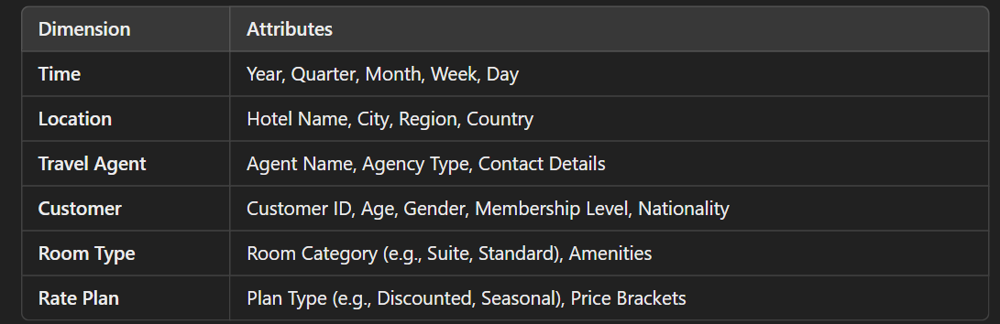 Dimension Attributes
Time Year, Quarter, Month, Week, Day
Location Hotel Name, City, Region, Country
Travel Agent Agent Name, Agency Type, Contact Details
Customer Customer ID, Age, Gender, Membership Level, Nationality
Room Type Room Category (e.g., Suite, Standard), Amenities
Rate Plan Plan Type (e.g., Discounted, Seasonal), Price Brackets